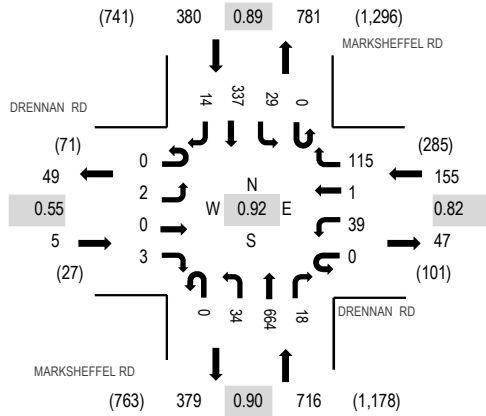 (741) 380 0.89 781 (1,296)
MARKSHEFFEL RD
14 337 29 0
DRENNAN RD
(71) (285)
49 0 115 155
2 N 1
0.55 W 0.92 E 0.82
0 S 39
5 3 0 47
(27) (101)
0 34 664 18
DRENNAN RD
MARKSHEFFEL RD
(763) 379 0.90 716 (1,178)